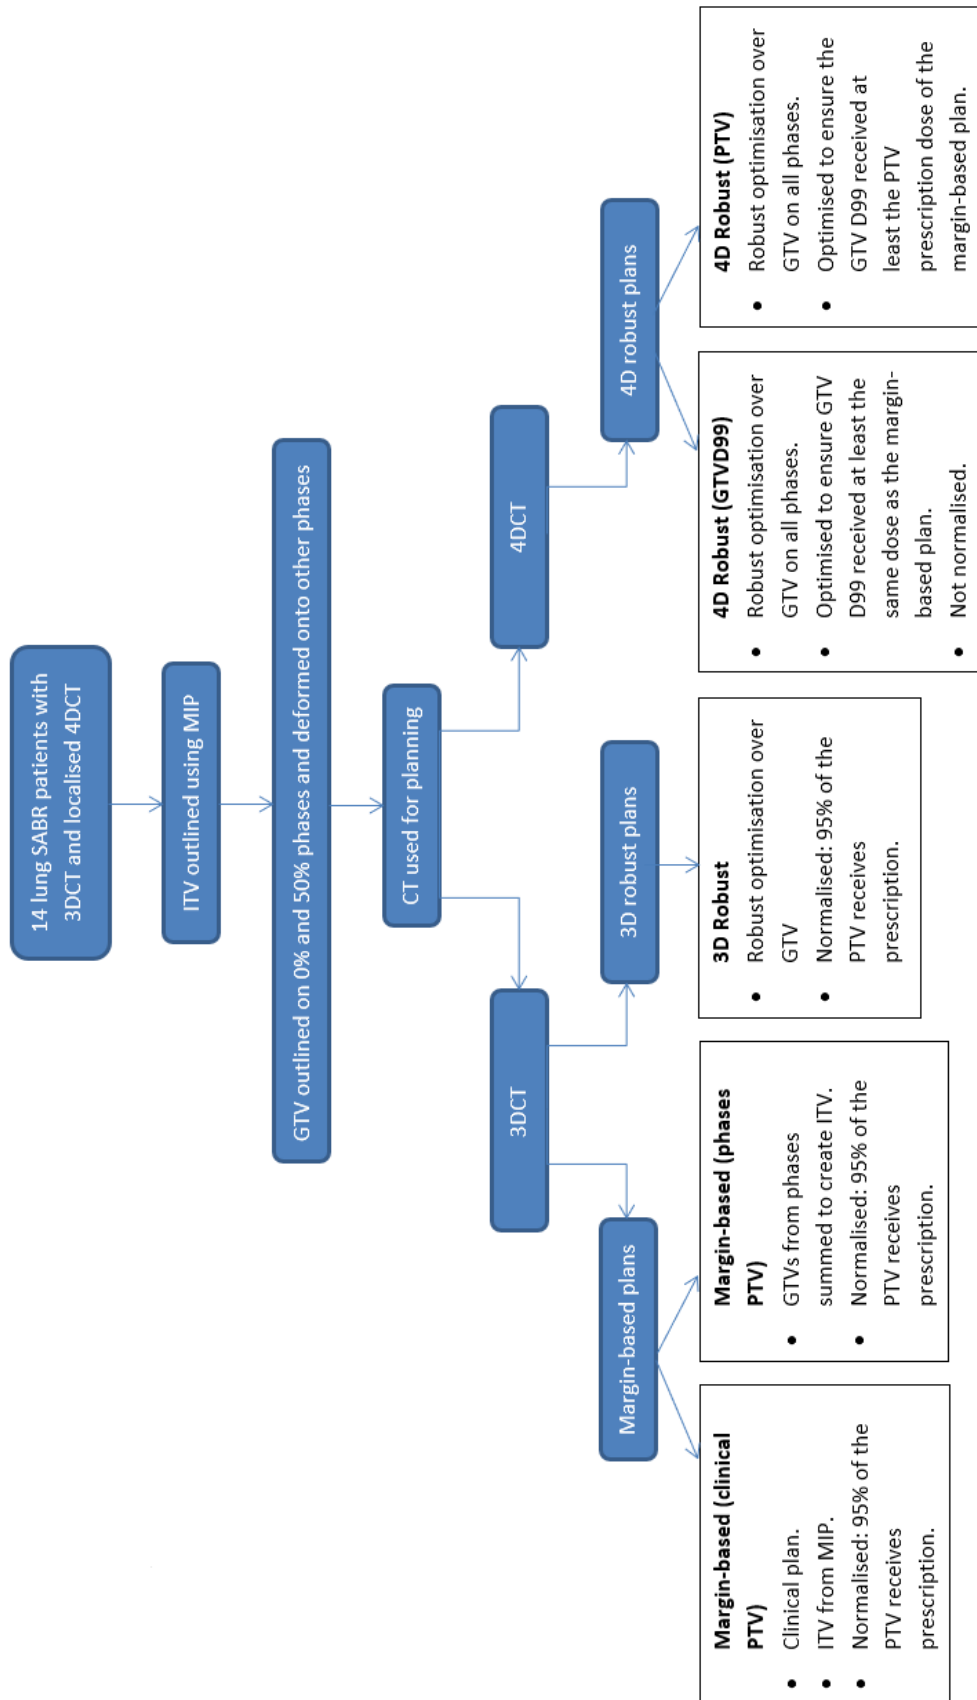 14 lung SABR patients with
3DCT and localised 4DCT
ITV outlined using MIP
GTV outlined on 0% and 50% phases and deformed onto other phases
CT used for planning
3DCT
4DCT
Margin-based plans
3D robust plans
4D robust plans
Margin-based (clinical
PTV)
• Clinical plan.
• ITV from MIP.
• Normalised: 95% of the
PTV receives
prescription.
Margin-based (phases
PTV)
• GTVs from phases
summed to create ITV.
• Normalised: 95% of the
PTV receives
prescription.
3D Robust
• Robust optimisation over
GTV
• Normalised: 95% of the
PTV receives
prescription.
4D Robust (GTVD99)
• Robust optimisation over
GTV on all phases.
• Optimised to ensure GTV
D99 received at least the
same dose as the margin-
based plan.
• Not normalised.
4D Robust (PTV)
• Robust optimisation over
GTV on all phases.
• Optimised to ensure the
GTV D99 received at
least the PTV
prescription dose of the
margin-based plan.